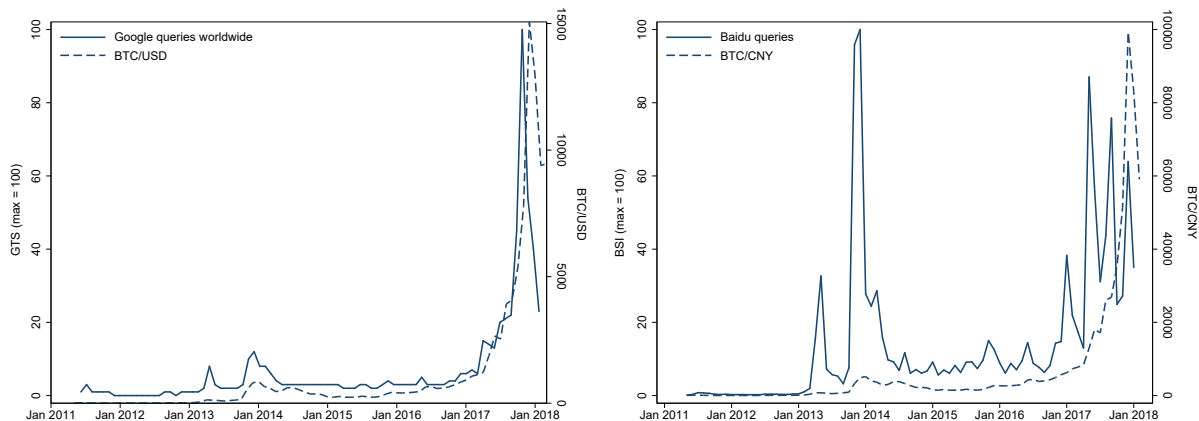 Google queries worldwide
BTC/USD
GTS (max = 100)
0
20
40
60
80
100
BTC/USD
0
5000
10000
15000
Jan 2011 Jan 2012 Jan 2013 Jan 2014 Jan 2015 Jan 2016 Jan 2017 Jan 2018
Baidu queries
BTC/CNY
BSI (max = 100)
0
20
40
60
80
100
BTC/CNY
0
20000
40000
60000
80000
100000
Jan 2011 Jan 2012 Jan 2013 Jan 2014 Jan 2015 Jan 2016 Jan 2017 Jan 2018